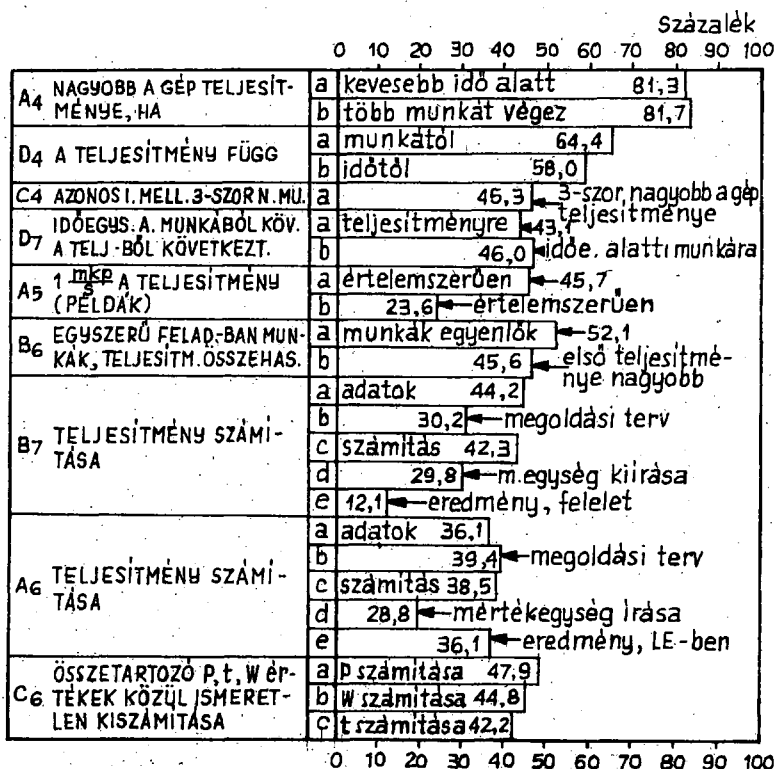 Százalék
0 10 20 30 40 50 60 70 80 90 100
A4 NAGYOBB A GÉP TELJESÍT-
MÉNYE, HA
a kevesebb idő alatt 81,3
b több munkát végez 81,7
D4 A TELJESÍTMÉNY FÜGG
a munkától 64,4
b időtől 58,0
C4 AZONOS I. MELL. 3-SZOR N. MU.
a 46,3 3-szor nagyobb a gép
teljesítménye
D7 IDŐEGYS. A. MUNKÁBÓL KÖV.
A TELJ.-BŐL KÖVETKEZT.
a teljesítményre 43,1
b 46,0 időe. alatti munkára
A5 1 mkp/s A TELJESÍTMÉNY
(PÉLDÁK)
a értelemszerűen 45,7
b 23,6 értelemszerűen
B6 EGYSZERŰ FELAD.-BAN MUN-
KÁK, TELJESÍTM. ÖSSZEHAS.
a munkák egyenlők 52,1
b 45,6 első teljesítmé-
nye nagyobb
B7 TELJESÍTMÉNY SZÁMÍ-
TÁSA
a adatok 44,2
b 30,2 megoldási terv
c számítás 42,3
d 29,8 m.egység kiírása
e 12,1 eredmény, felelet
A6 TELJESÍTMÉNY SZÁMÍ-
TÁSA
a adatok 36,1
b 39,4 megoldási terv
c számítás 38,5
d 28,8 mértékegység írása
e 36,1 eredmény, LE-ben
C6 ÖSSZETARTOZÓ P, t, W ÉR-
TÉKEK KÖZÜL ISMERET-
LEN KISZÁMÍTÁSA
a P számítása 47,9
b W számítása 44,8
c t számítása 42,2
0 10 20 30 40 50 60 70 80 90 100